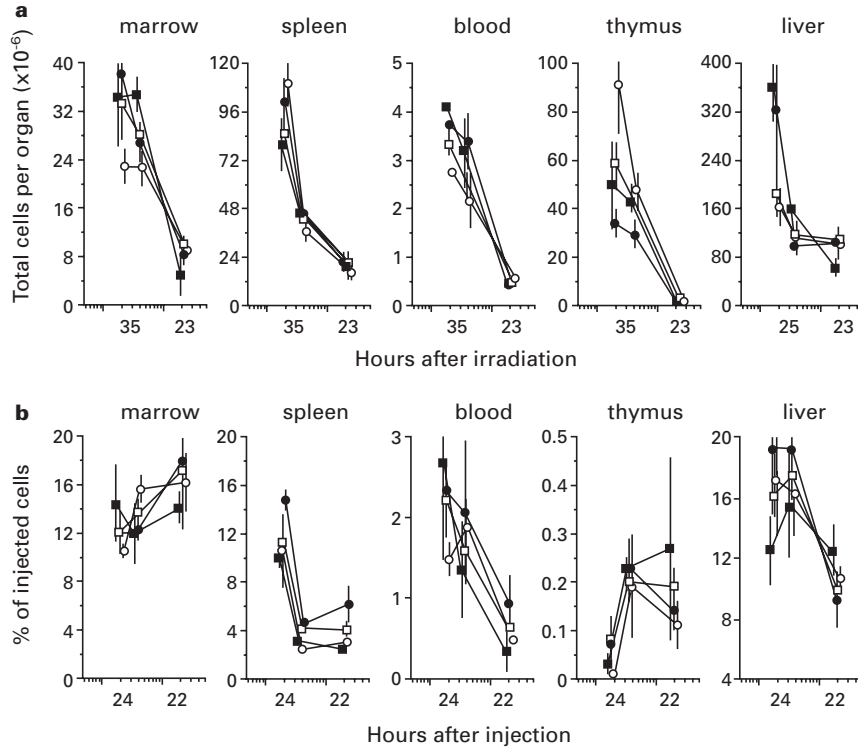 a
marrow spleen blood thymus liver
Total cells per organ (x10-6)
40 120 5 100 400
32 96 4 80 320
24 72 3 60 240
16 48 2 40 160
8 24 1 20 80
0 0 0 0 0
35 23 35 23 35 23 35 23 25 23
Hours after irradiation
b
marrow spleen blood thymus liver
% of injected cells
20 20 3 0.5 20
16 16 0.4 16
12 12 2 0.3 12
8 8 1 0.2 8
4 4 0.1
0 0 0 0 4
24 22 24 22 24 22 24 22 24 22
Hours after injection